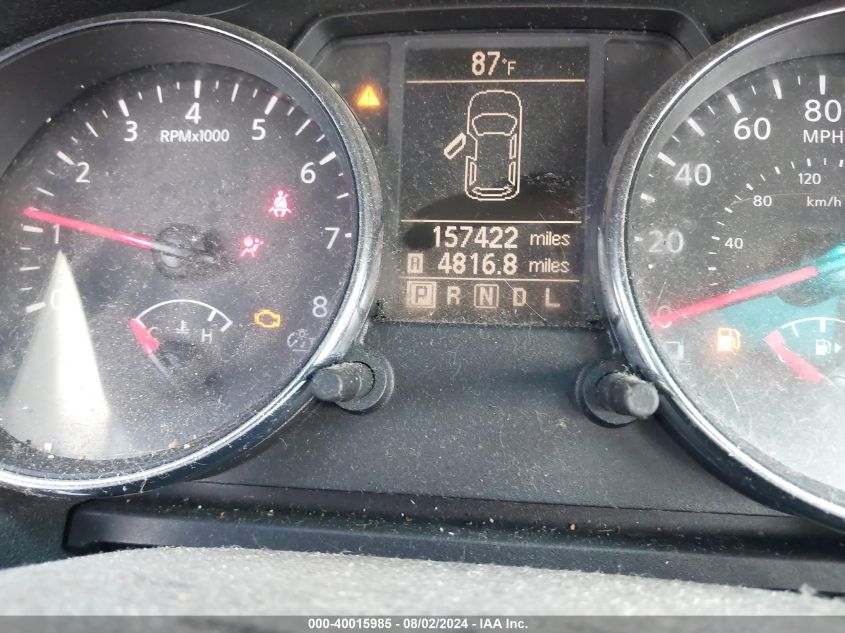 87°F
157422 miles
A 4816.8 miles
P R N D L
0 1 2 3 4 5 6 7 8
RPMx1000
C H
0 20 40 60 80
MPH
40 80 120
km/h
000-40015985 - 08/02/2024 - IAA Inc.